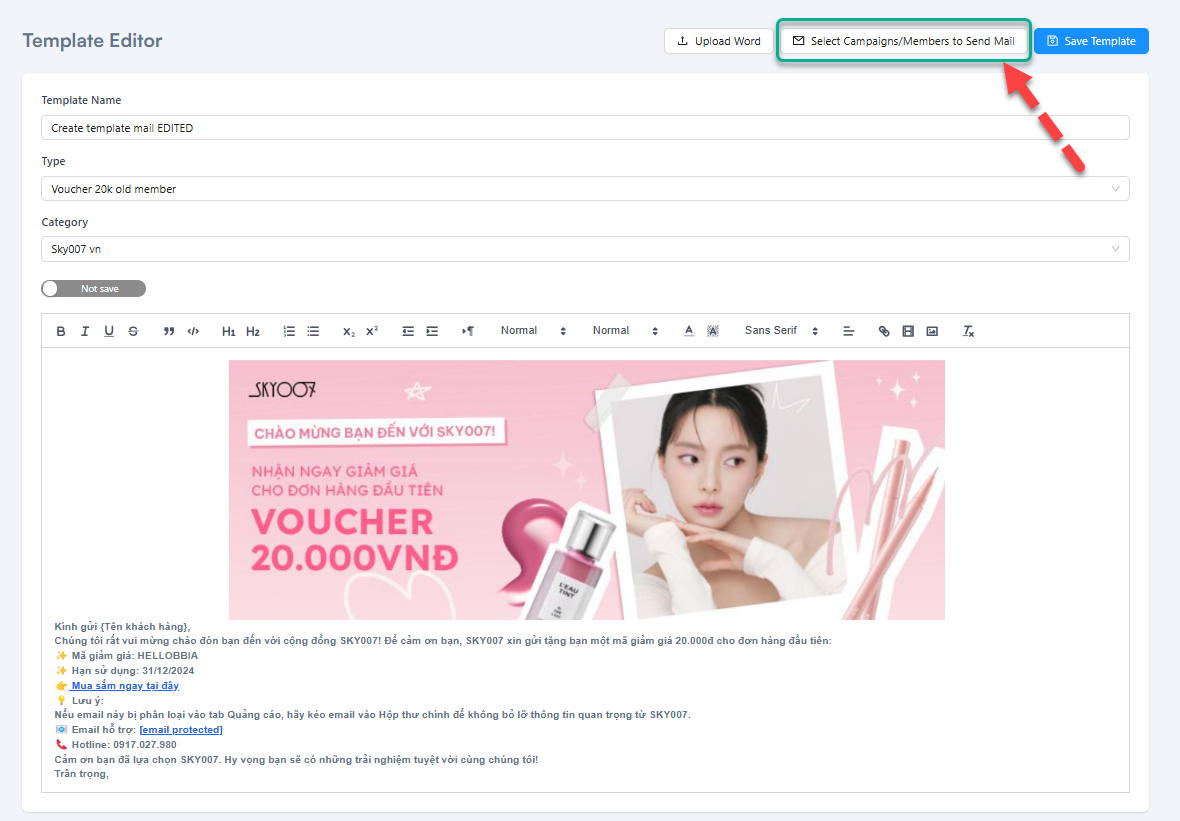 Template Editor
Upload Word
Select Campaigns/Members to Send Mail
Save Template
Template Name
Create template mail EDITED
Type
Voucher 20k old member
Category
Sky007 vn
Not save
B I U S H1 H2 X2 X2 Normal Normal A A Sans Serif Tx
SKY007
CHÀO MỪNG BẠN ĐẾN VỚI SKY007!
NHẬN NGAY GIẢM GIÁ
CHO ĐƠN HÀNG ĐẦU TIÊN
VOUCHER
20.000VNĐ
L'EAU
TINT
Kính gửi {Tên khách hàng},
Chúng tôi rất vui mừng chào đón bạn đến với cộng đồng SKY007! Để cảm ơn bạn, SKY007 xin gửi tặng bạn một mã giảm giá 20.000đ cho đơn hàng đầu tiên:
✨ Mã giảm giá: HELLOBBIA
✨ Hạn sử dụng: 31/12/2024
👉 Mua sắm ngay tại đây
💡 Lưu ý:
Nếu email này bị phân loại vào tab Quảng cáo, hãy kéo email vào Hộp thư chính để không bỏ lỡ thông tin quan trọng từ SKY007.
📧 Email hỗ trợ: [email protected]
📞 Hotline: 0917.027.980
Cảm ơn bạn đã lựa chọn SKY007. Hy vọng bạn sẽ có những trải nghiệm tuyệt vời cùng chúng tôi!
Trân trọng,